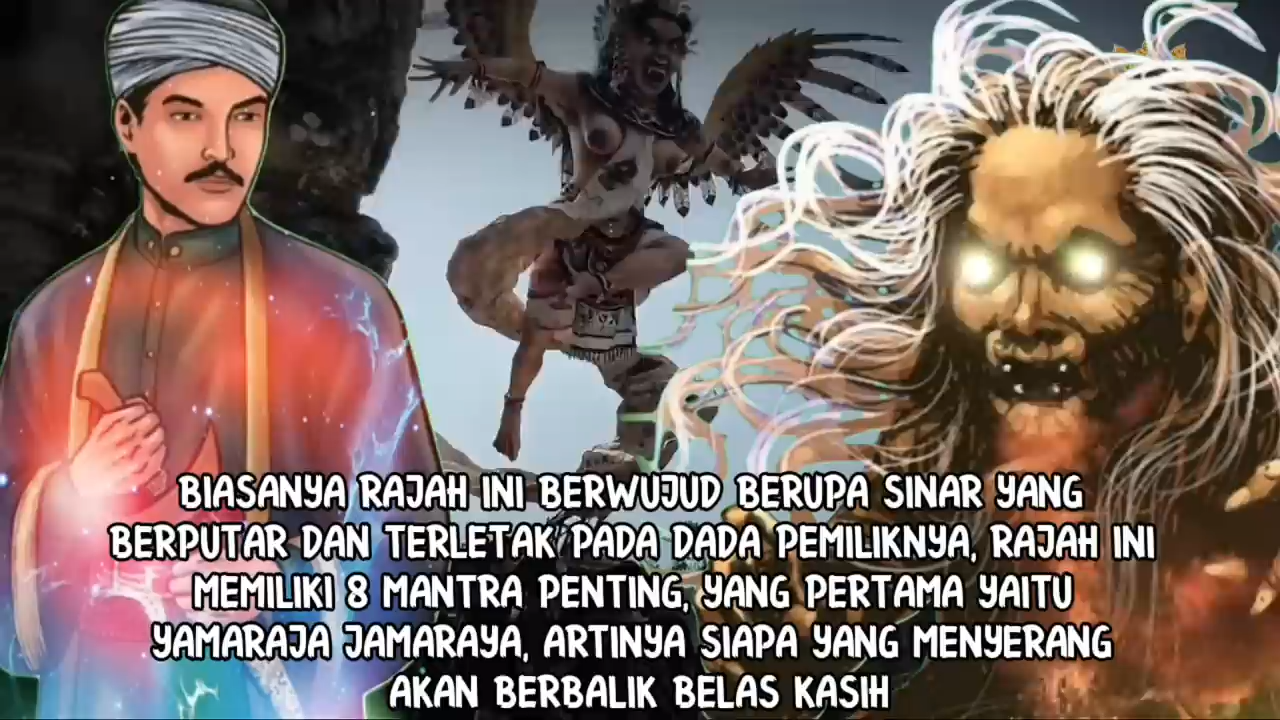 BIASANYA RAJAH INI BERWUJUD BERUPA SINAR YANG
BERPUTAR DAN TERLETAK PADA DADA PEMILIKNYA, RAJAH INI
MEMILIKI 8 MANTRA PENTING, YANG PERTAMA YAITU
YAMARAJA JAMARAYA, ARTINYA SIAPA YANG MENYERANG
AKAN BERBALIK BELAS KASIH